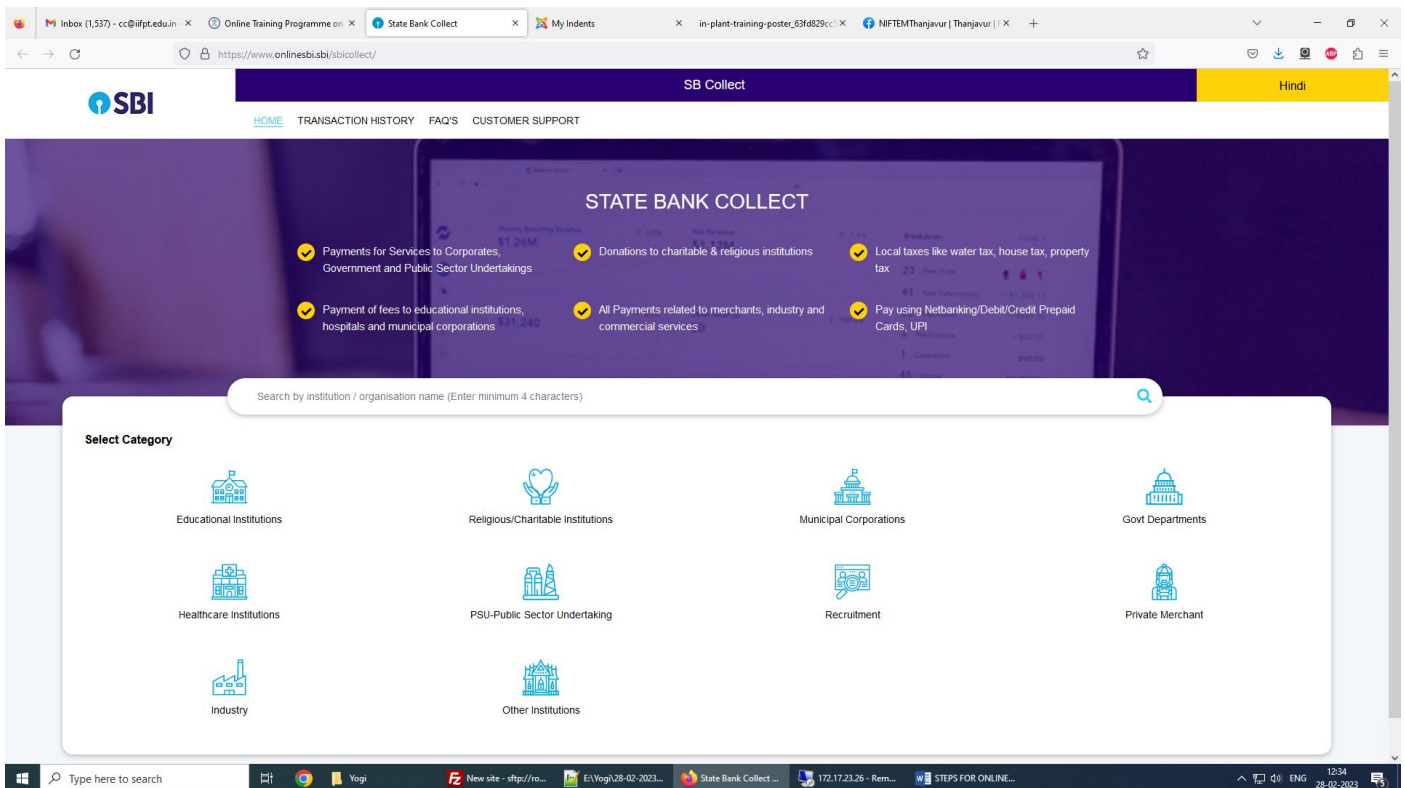 Inbox (1,537) - cc@iifpt.edu.in -
Online Training Programme on
State Bank Collect
My Indents
in-plant-training-poster_63fd829cc5
NIFTEMThanjavur | Thanjavur |
https://www.onlinesbi.sbi/sbicollect/
ABP
SBI
SB Collect
Hindi
HOME TRANSACTION HISTORY FAQ'S CUSTOMER SUPPORT
STATE BANK COLLECT
Payments for Services to Corporates,
Government and Public Sector Undertakings
Donations to charitable & religious institutions
Local taxes like water tax, house tax, property
tax
Payment of fees to educational institutions,
hospitals and municipal corporations
All Payments related to merchants, industry and
commercial services
Pay using Netbanking/Debit/Credit Prepaid
Cards, UPI
$1.26M
$31,240
Search by institution / organisation name (Enter minimum 4 characters)
Select Category
Educational Institutions
Religious/Charitable Institutions
Municipal Corporations
Govt Departments
Healthcare Institutions
PSU-Public Sector Undertaking
Recruitment
Private Merchant
Industry
Other Institutions
Type here to search
Yogi
New site - sftp://ro...
E:\Yogi\28-02-2023...
State Bank Collect ...
172.17.23.26 - Rem...
STEPS FOR ONLINE...
ENG
12:34
28-02-2023
5